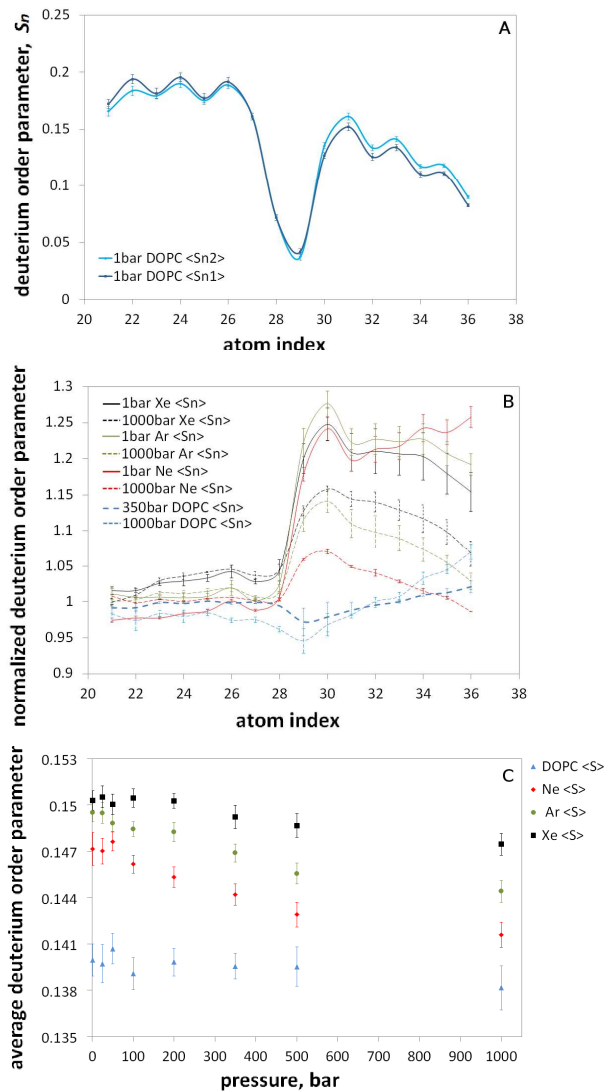 A
deuterium order parameter, Sn
0.25
0.2
0.15
0.1
0.05
0
1bar DOPC <Sn2>
1bar DOPC <Sn1>
20 22 24 26 28 30 32 34 36 38
atom index
B
normalized deuterium order parameter
1.3
1.25
1.2
1.15
1.1
1.05
1
0.95
0.9
1bar Xe <Sn>
1000bar Xe <Sn>
1bar Ar <Sn>
1000bar Ar <Sn>
1bar Ne <Sn>
1000bar Ne <Sn>
350bar DOPC <Sn>
1000bar DOPC <Sn>
20 22 24 26 28 30 32 34 36 38
atom index
C
average deuterium order parameter
0.153
0.15
0.147
0.144
0.141
0.138
0.135
DOPC <S>
Ne <S>
Ar <S>
Xe <S>
0 100 200 300 400 500 600 700 800 900 1000
pressure, bar